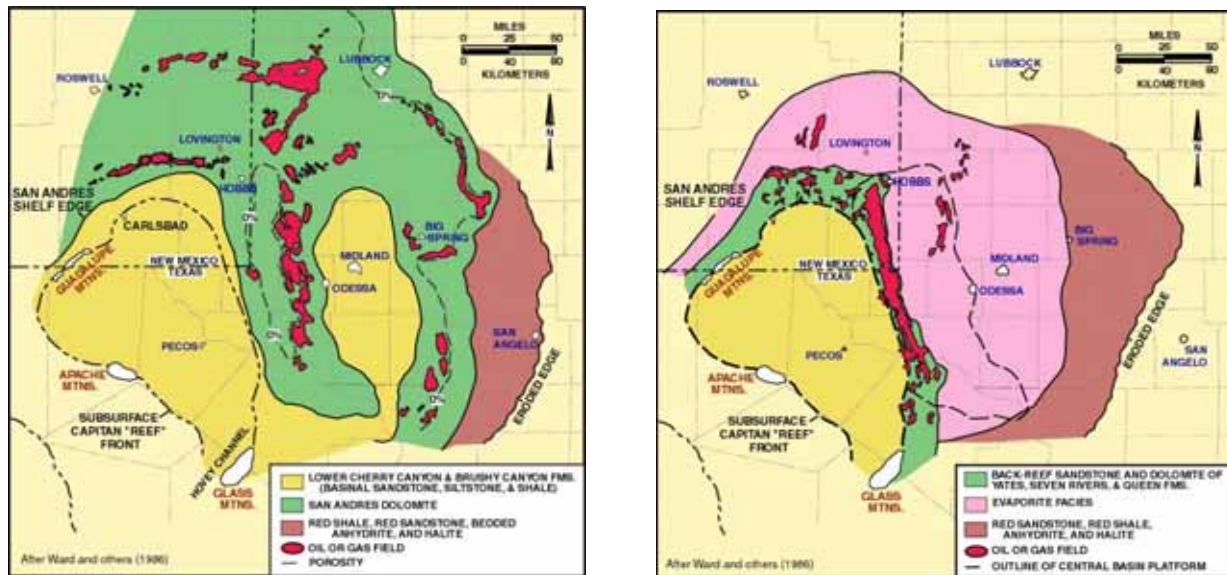 MILES
0 25 50
0 40 80
KILOMETERS
LUBBOCK
ROSWELL
0%
N
LOVINGTON
A
HOBBS
SAN ANDRES
SHELF EDGE
0%
CARLSBAD
BIG
SPRING
NEW MEXICO
TEXAS
MIDLAND
GUADALUPE
MTNS.
ODESSA
SAN
ANGELO
PECOS
0%
APACHE
MTNS.
0%
ERODED EDGE
SUBSURFACE
CAPITAN "REEF"
FRONT
HOVEY CHANNEL
GLASS
MTNS.
LOWER CHERRY CANYON & BRUSHY CANYON FMS.
(BASINAL SANDSTONE, SILTSTONE, & SHALE)
SAN ANDRES DOLOMITE
RED SHALE, RED SANDSTONE, BEDDED
ANHYDRITE, AND HALITE
OIL OR GAS FIELD
POROSITY
After Ward and others (1986)
MILES
0 25 50
KILOMETERS
LUBBOCK
ROSWELL
N
LOVINGTON
HOBBS
SAN ANDRES
SHELF EDGE
BIG
SPRING
NEW MEXICO
TEXAS
MIDLAND
GUADALUPE
MTNS.
ODESSA
SAN
ANGELO
PECOS
APACHE
MTNS.
ERODED EDGE
SUBSURFACE
CAPITAN "REEF"
FRONT
GLASS
MTNS.
BACK-REEF SANDSTONE AND DOLOMITE OF
YATES, SEVEN RIVERS, & QUEEN FMS.
EVAPORITE FACIES
RED SANDSTONE, RED SHALE,
ANHYDRITE, AND HALITE
OIL OR GAS FIELD
OUTLINE OF CENTRAL BASIN PLATFORM
After Ward and others (1986)